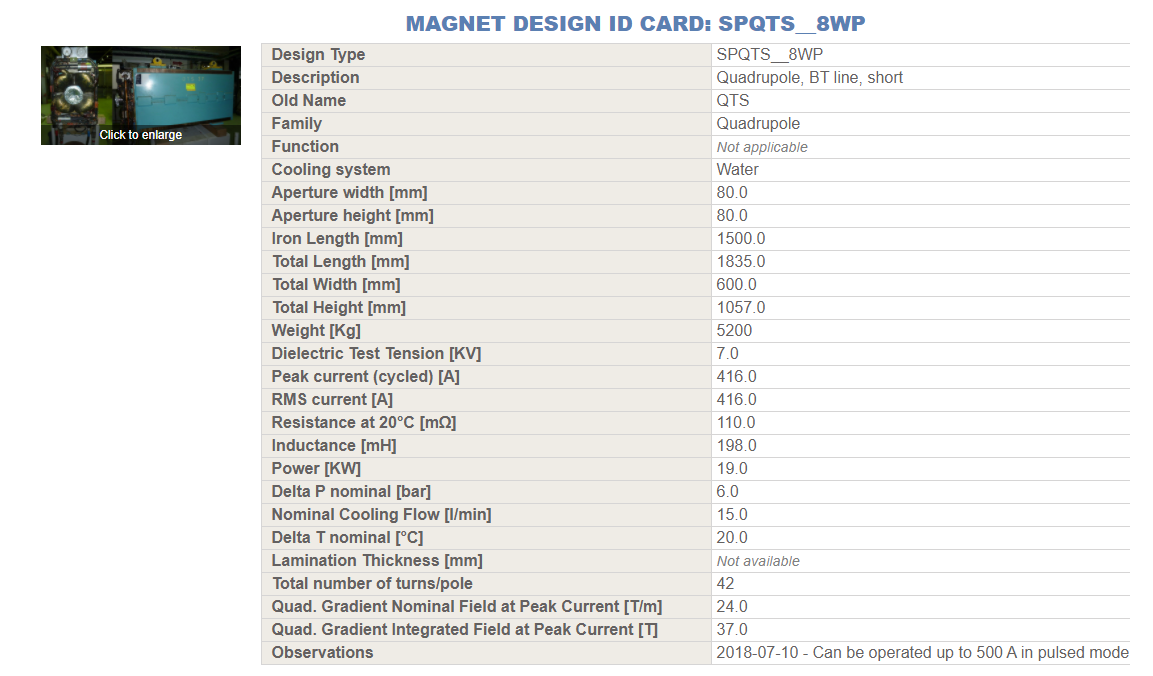 MAGNET DESIGN ID CARD: SPQTS__8WP
Click to enlarge
Design Type SPQTS__8WP
Description Quadrupole, BT line, short
Old Name QTS
Family Quadrupole
Function Not applicable
Cooling system Water
Aperture width [mm] 80.0
Aperture height [mm] 80.0
Iron Length [mm] 1500.0
Total Length [mm] 1835.0
Total Width [mm] 600.0
Total Height [mm] 1057.0
Weight [Kg] 5200
Dielectric Test Tension [KV] 7.0
Peak current (cycled) [A] 416.0
RMS current [A] 416.0
Resistance at 20°C [mΩ] 110.0
Inductance [mH] 198.0
Power [KW] 19.0
Delta P nominal [bar] 6.0
Nominal Cooling Flow [l/min] 15.0
Delta T nominal [°C] 20.0
Lamination Thickness [mm] Not available
Total number of turns/pole 42
Quad. Gradient Nominal Field at Peak Current [T/m] 24.0
Quad. Gradient Integrated Field at Peak Current [T] 37.0
Observations 2018-07-10 - Can be operated up to 500 A in pulsed mode